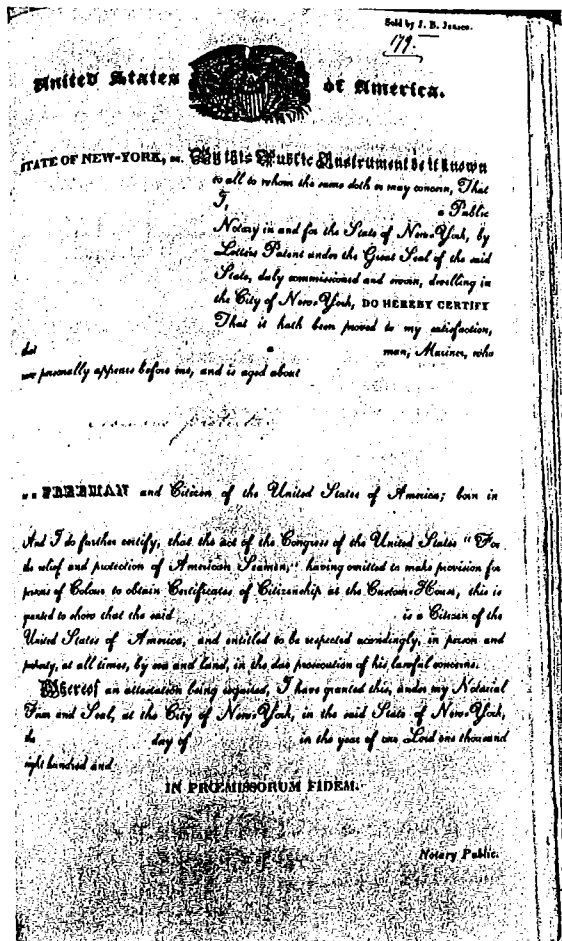 Sold by J. B. Jansen.
179.
United States of America.
STATE OF NEW-YORK, ss. By this Public Instrument be it known
to all to whom the same doth or may concern, That
I, a Public
Notary in and for the State of New-York, by
Letters Patent under the Great Seal of the said
State, duly commissioned and sworn, dwelling in
the City of New-York, DO HEREBY CERTIFY
That it hath been proved to my satisfaction,
that a man, Mariner, who
now personally appears before me, and is aged about
is a FREEMAN and Citizen of the United States of America; born in
And I do further certify, that the act of the Congress of the United States "For
the relief and protection of American Seamen," having omitted to make provision for
persons of Colour to obtain Certificates of Citizenship at the Custom-House, this is
granted to show that the said is a Citizen of the
United States of America, and entitled to be respected accordingly, in person and
property, at all times, by sea and land, in the due prosecution of his lawful concerns.
Whereof an attestation being required, I have granted this, under my Notarial
Firm and Seal, at the City of New-York, in the said State of New-York,
the day of in the year of our Lord one thousand
eight hundred and
IN PRŒMISSORUM FIDEM.
Notary Public.